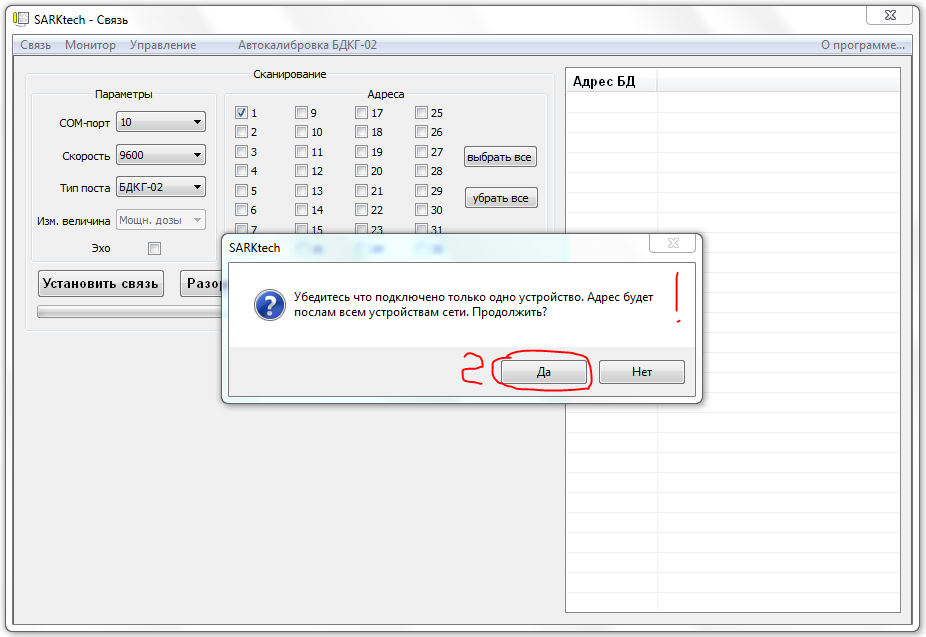 SARKtech - Связь
Связь Монитор Управление Автокалибровка БДКГ-02 О программе...
Сканирование
Параметры
COM-порт 10
Скорость 9600
Тип поста БДКГ-02
Изм. величина Мощн. дозы
Эхо
Установить связь
Адреса
1 9 17 25
2 10 18 26
3 11 19 27
4 12 20 28
5 13 21 29
6 14 22 30
7 15 23 31
выбрать все
убрать все
Адрес БД
SARKtech
Убедитесь что подключено только одно устройство. Адрес будет
послам всем устройствам сети. Продолжить?
!
2
Да
Нет